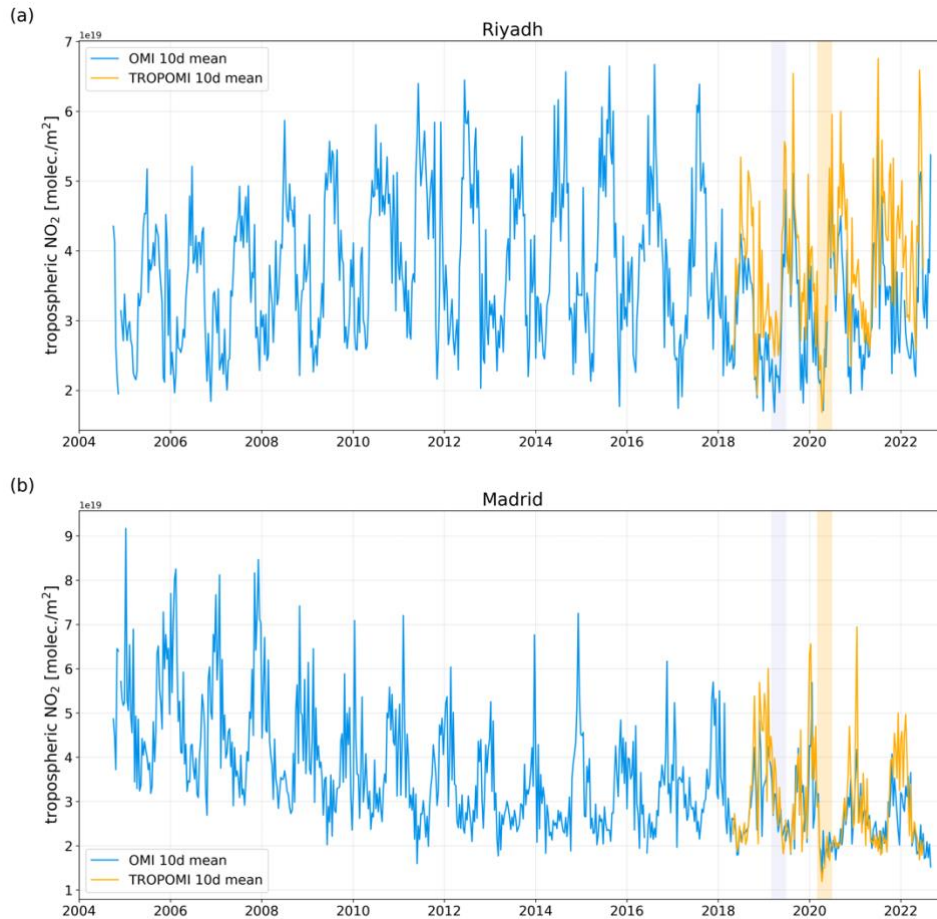 (a)
Riyadh
1e19
OMI 10d mean
TROPOMI 10d mean
tropospheric NO₂ [molec./m²]
7
6
5
4
3
2
2004 2006 2008 2010 2012 2014 2016 2018 2020 2022
(b)
Madrid
1e19
tropospheric NO₂ [molec./m²]
9
8
7
6
5
4
3
2
1
OMI 10d mean
TROPOMI 10d mean
2004 2006 2008 2010 2012 2014 2016 2018 2020 2022